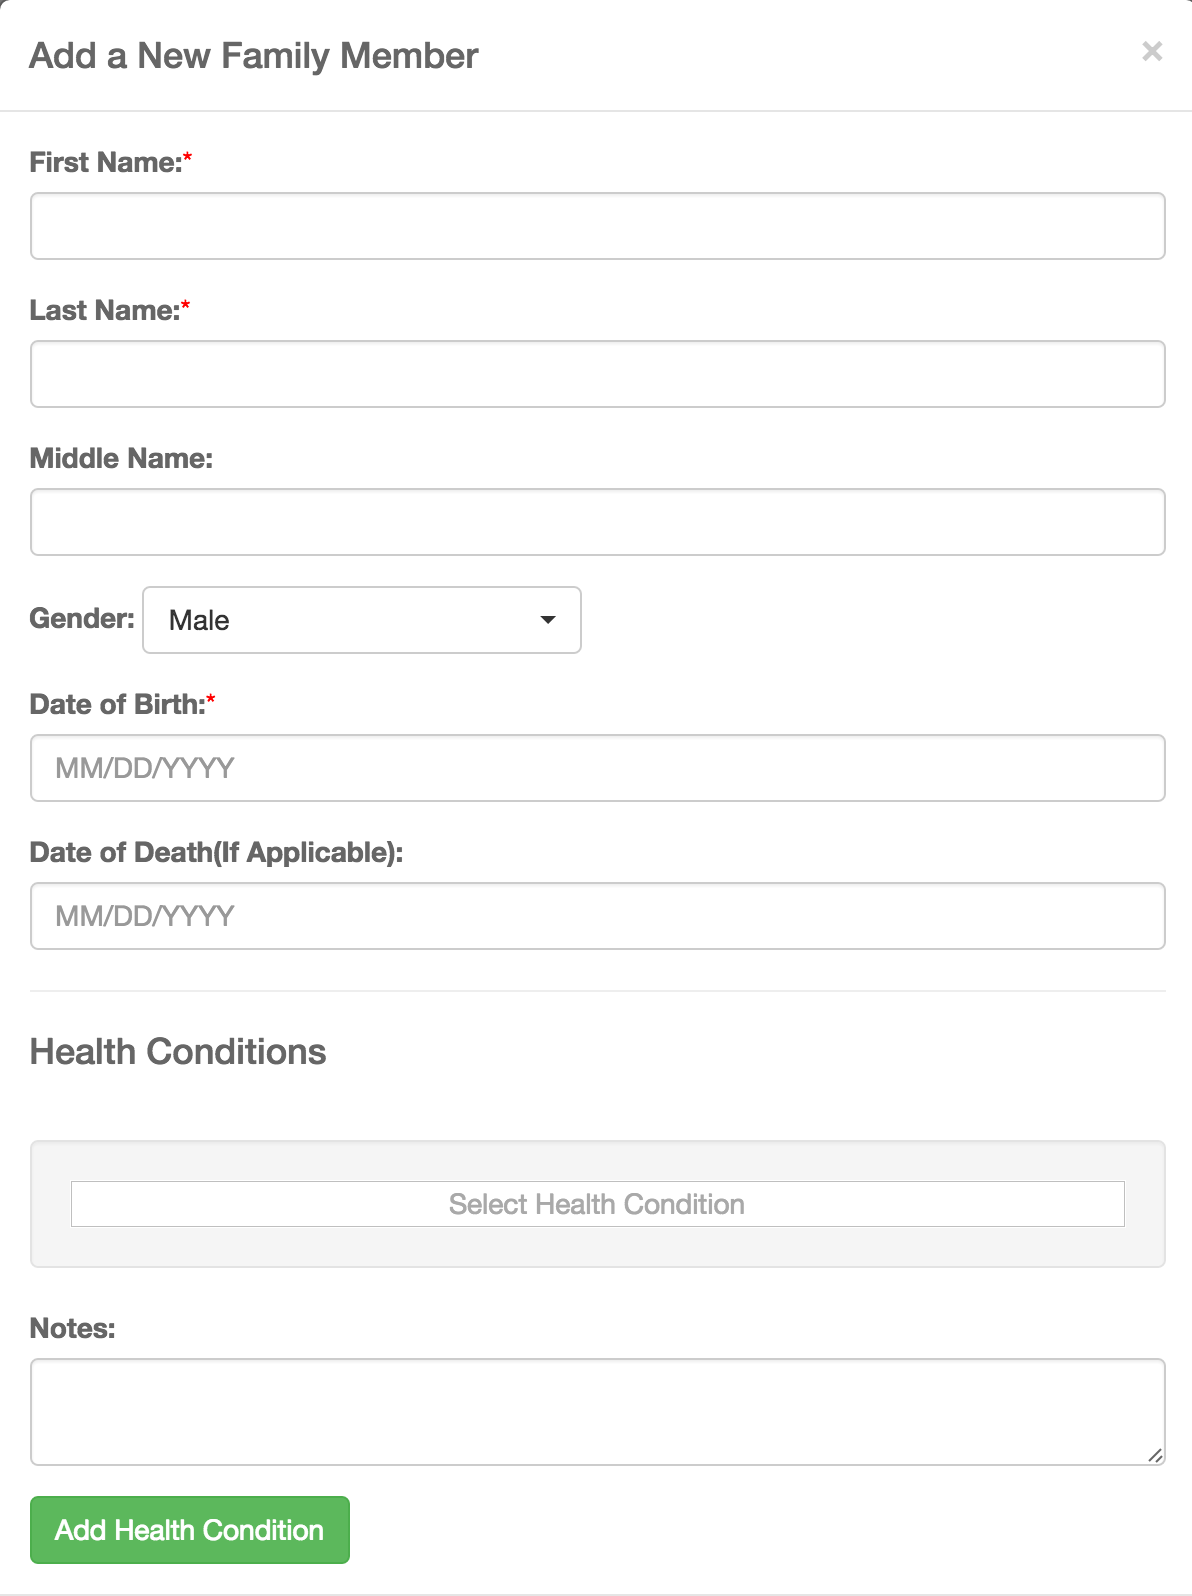 Add a New Family Member ×
First Name:*
Last Name:*
Middle Name:
Gender: Male
Date of Birth:*
MM/DD/YYYY
Date of Death(If Applicable):
MM/DD/YYYY
Health Conditions
Select Health Condition
Notes:
Add Health Condition